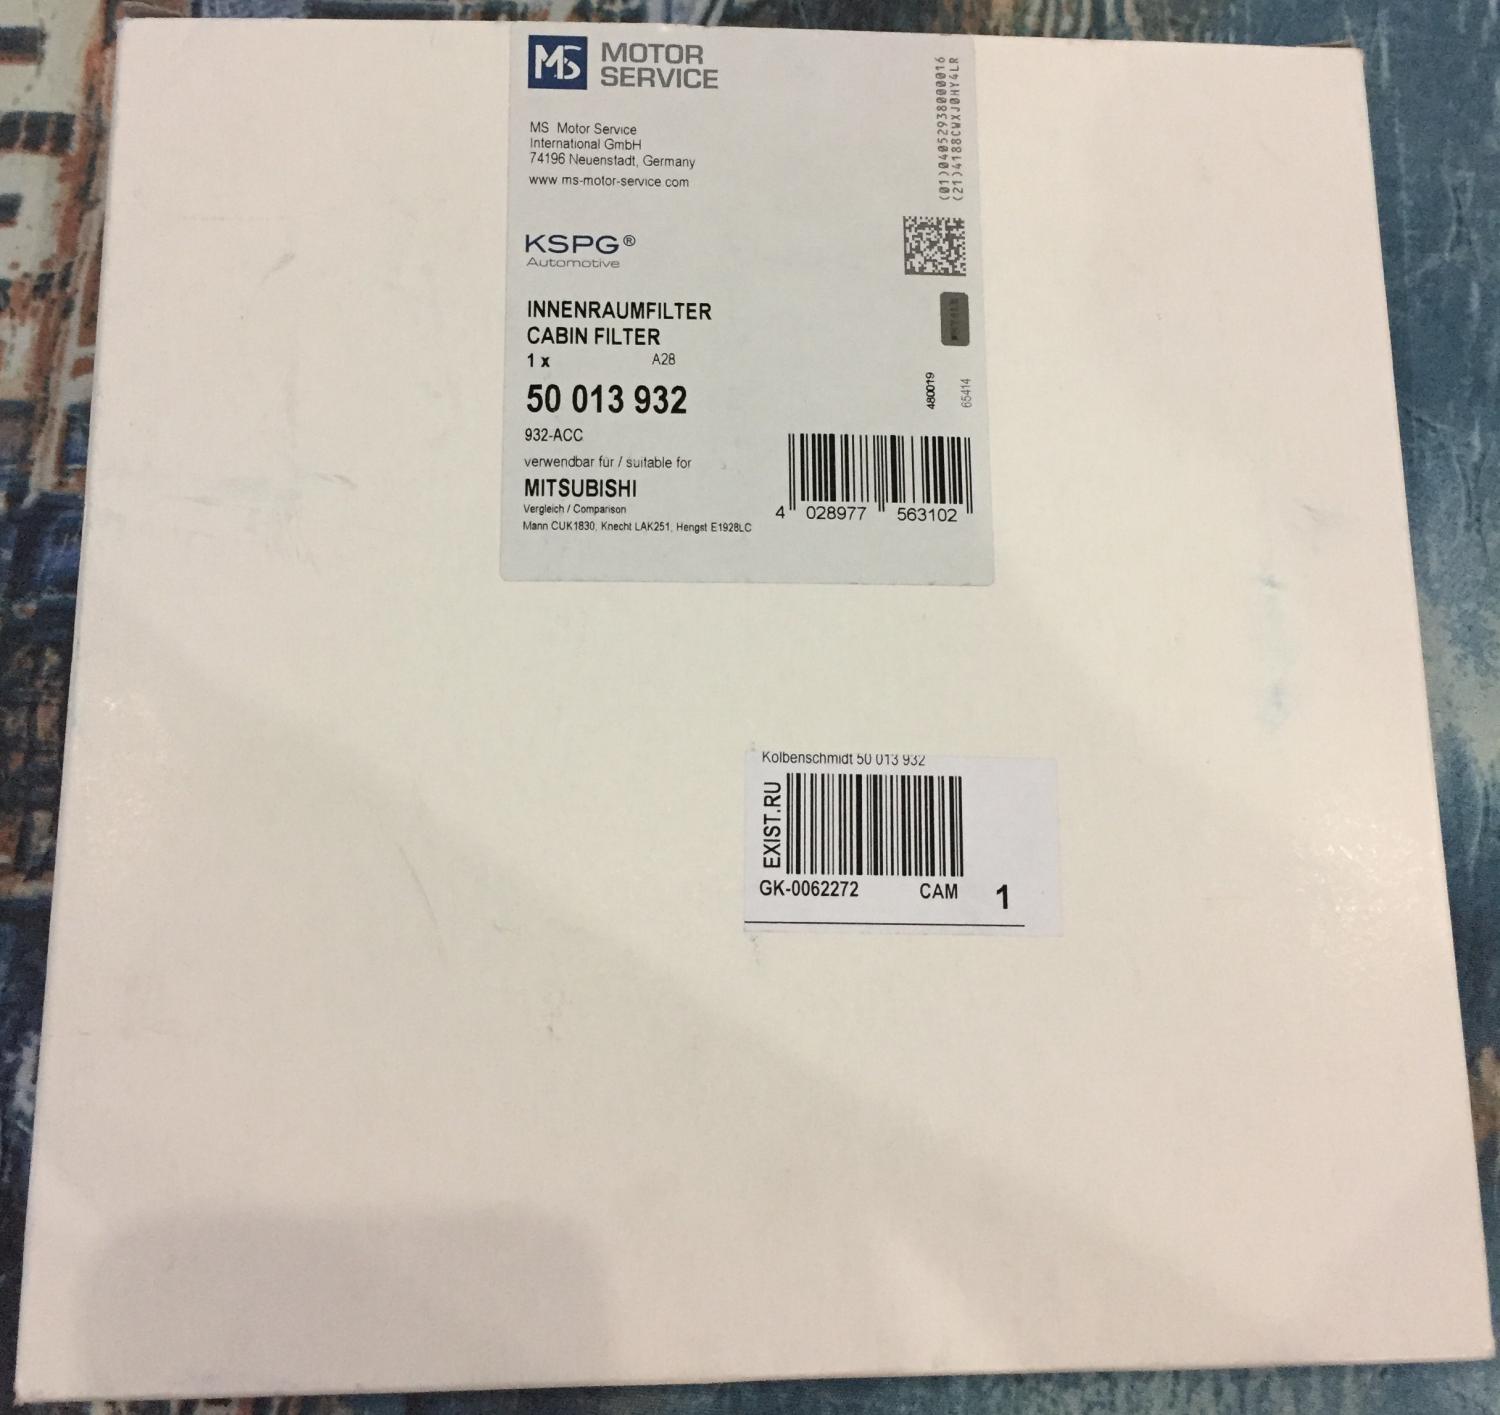 MS MOTOR
SERVICE
MS Motor Service
International GmbH
74196 Neuenstadt, Germany
www ms-motor-service com
(01)04052938000016
(21)4188CWXJ0HY4LR
KSPG®
Automotive
INNENRAUMFILTER
CABIN FILTER
1 x A28
50 013 932
932-ACC
480019
65414
verwendbar für / suitable for
MITSUBISHI
Vergleich / Comparison
Mann CUK1830, Knecht LAK251, Hengst E1928LC
4 028977 563102
Kolbenschmidt 50 013 932
EXIST.RU
GK-0062272 CAM 1